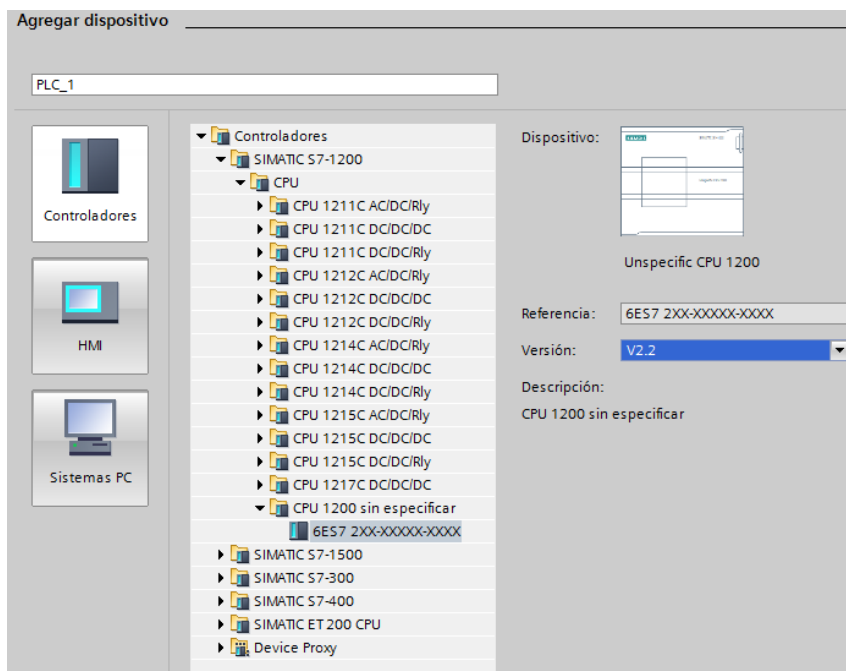 Agregar dispositivo
PLC_1
Controladores
HMI
Sistemas PC
Controladores
SIMATIC S7-1200
CPU
CPU 1211C AC/DC/Rly
CPU 1211C DC/DC/DC
CPU 1211C DC/DC/Rly
CPU 1212C AC/DC/Rly
CPU 1212C DC/DC/DC
CPU 1212C DC/DC/Rly
CPU 1214C AC/DC/Rly
CPU 1214C DC/DC/DC
CPU 1214C DC/DC/Rly
CPU 1215C AC/DC/Rly
CPU 1215C DC/DC/DC
CPU 1215C DC/DC/Rly
CPU 1217C DC/DC/DC
CPU 1200 sin especificar
6ES7 2XX-XXXXX-XXXX
SIMATIC S7-1500
SIMATIC S7-300
SIMATIC S7-400
SIMATIC ET 200 CPU
Device Proxy
Dispositivo:
SIEMENS
Unspecific CPU 1200
Referencia: 6ES7 2XX-XXXXX-XXXX
Versión: V2.2
Descripción:
CPU 1200 sin especificar